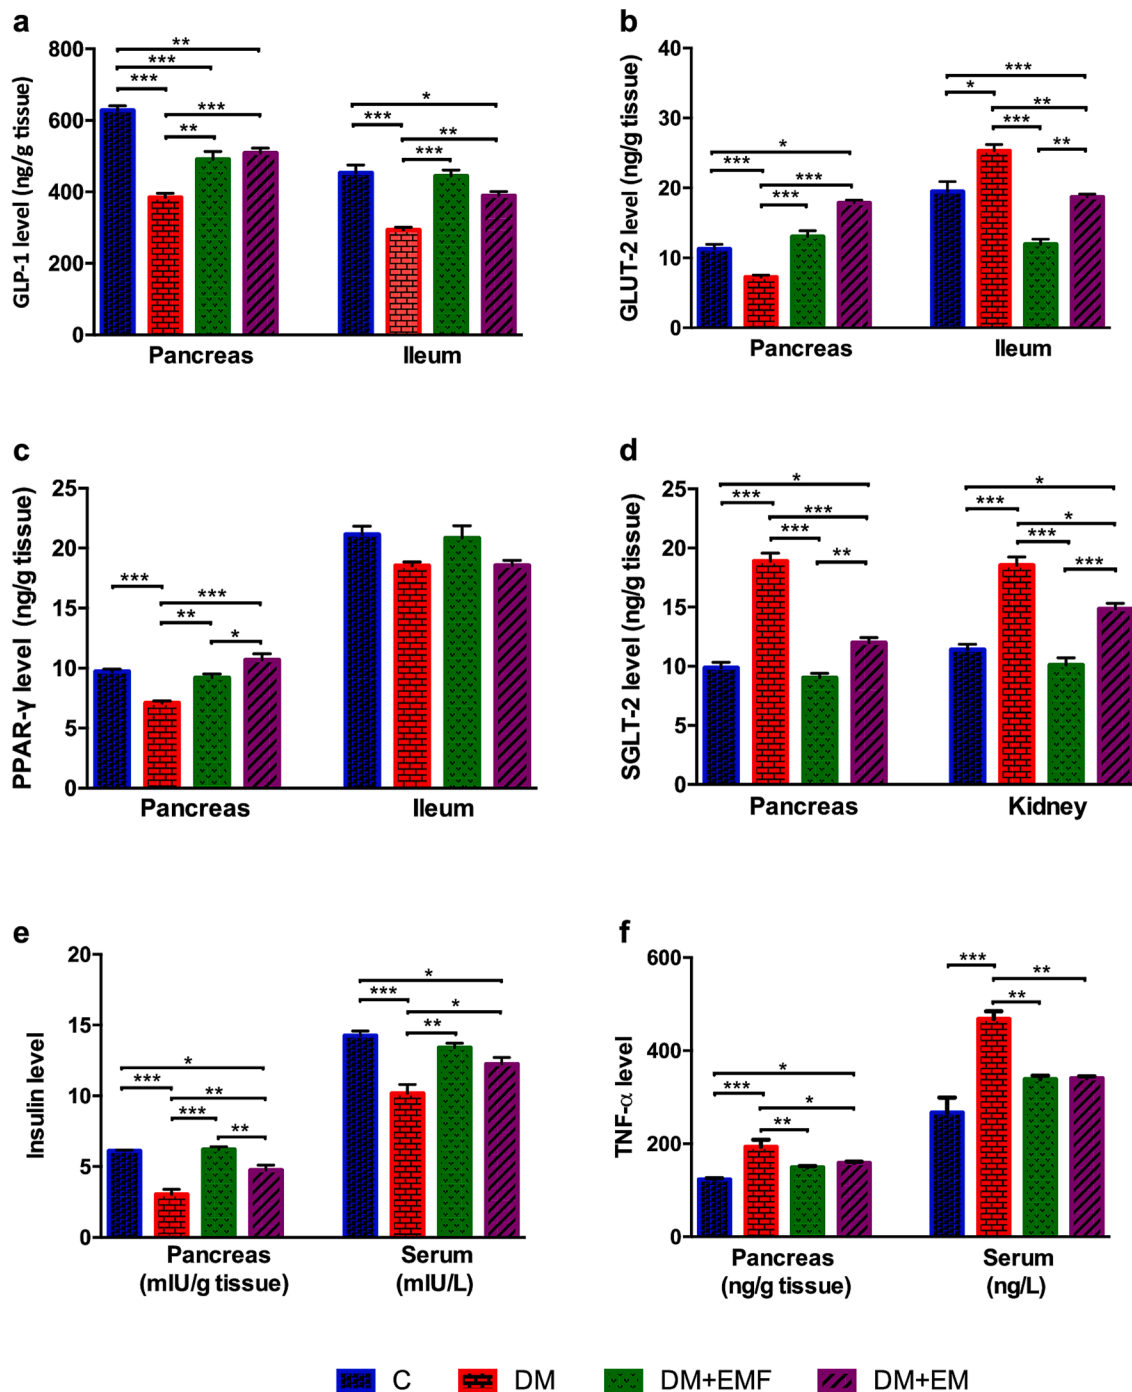 a
GLP-1 level (ng/g tissue)
800
600
400
200
0
** 
***
***
***
**
*
***
**
***
Pancreas
Ileum
b
GLUT-2 level (ng/g tissue)
40
30
20
10
0
*
***
***
***
***
*
**
***
**
Pancreas
Ileum
c
PPAR-γ level (ng/g tissue)
25
20
15
10
5
0
***
***
**
*
Pancreas
Ileum
d
SGLT-2 level (ng/g tissue)
25
20
15
10
5
0
*
***
***
***
**
*
***
*
***
***
Pancreas
Kidney
e
Insulin level
20
15
10
5
0
*
***
**
***
**
*
***
*
**
Pancreas
(mIU/g tissue)
Serum
(mIU/L)
f
TNF-α level
600
400
200
0
*
***
*
**
***
**
**
Pancreas
(ng/g tissue)
Serum
(ng/L)
C DM DM+EMF DM+EM